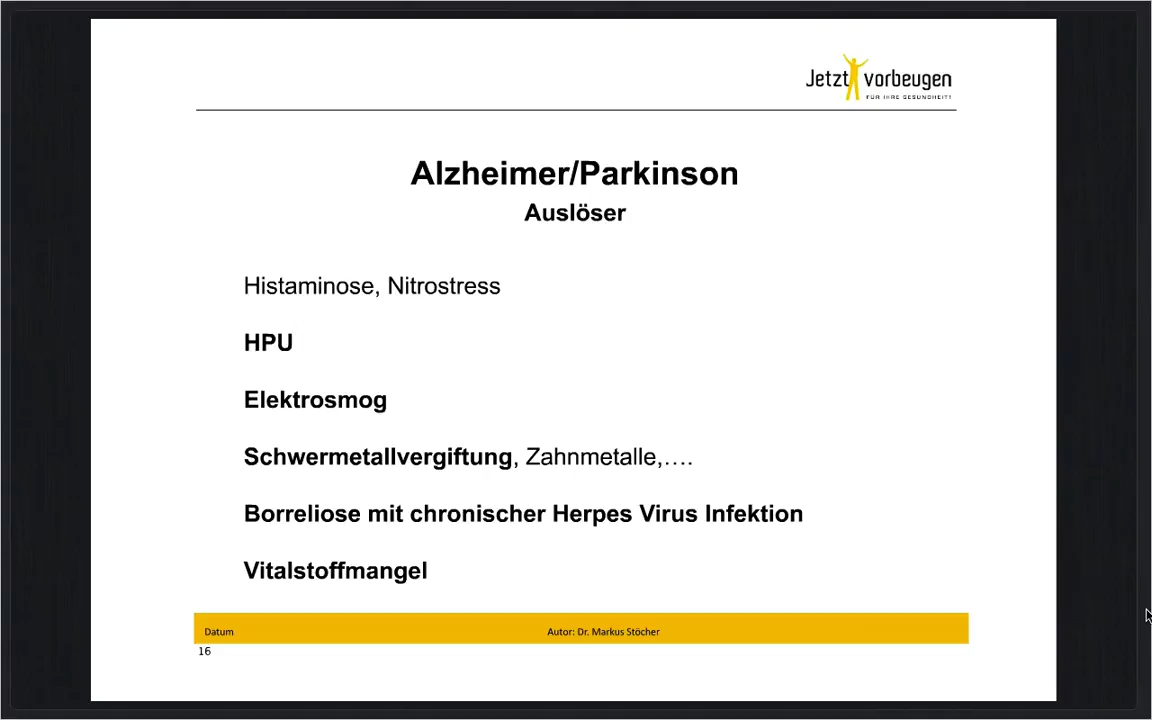 Jetzt vorbeugen
FÜR IHRE GESUNDHEIT!
Alzheimer/Parkinson
Auslöser
Histaminose, Nitrostress
HPU
Elektrosmog
Schwermetallvergiftung, Zahnmetalle,….
Borreliose mit chronischer Herpes Virus Infektion
Vitalstoffmangel
Datum Autor: Dr. Markus Stöcher
16